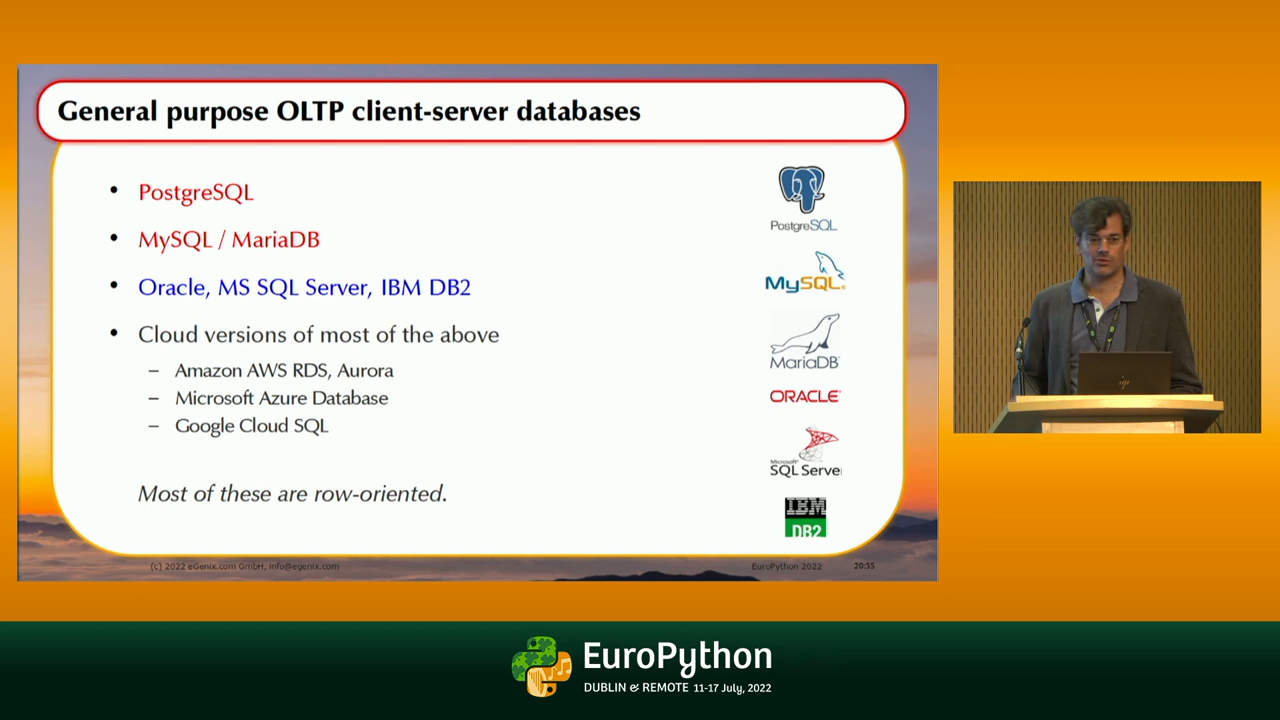 General purpose OLTP client-server databases
• PostgreSQL
• MySQL / MariaDB
• Oracle, MS SQL Server, IBM DB2
• Cloud versions of most of the above
– Amazon AWS RDS, Aurora
– Microsoft Azure Database
– Google Cloud SQL
Most of these are row-oriented.
PostgreSQL
MySQL
MariaDB
ORACLE
Microsoft
SQL Server
IBM
DB2
(c) 2022 eGenix.com GmbH, info@egenix.com
EuroPython 2022
20:35
hp
EuroPython
DUBLIN & REMOTE 11-17 July, 2022